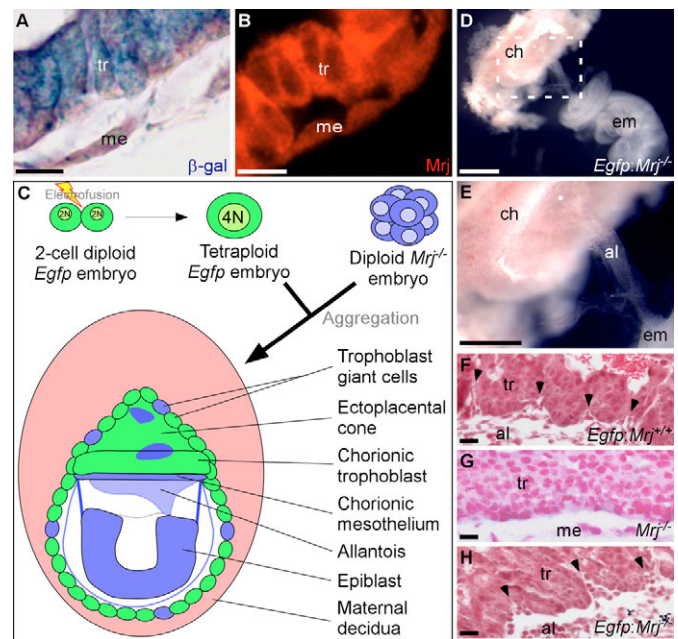 A
tr
me
β-gal
B
tr
me
Mrj
D
ch
em
Egfp:Mrj-/-
C
Electrofusion
2N 2N
4N
2-cell diploid
Egfp embryo
Tetraploid
Egfp embryo
Diploid Mrj-/-
embryo
Aggregation
Trophoblast
giant cells
Ectoplacental
cone
Chorionic
trophoblast
Chorionic
mesothelium
Allantois
Epiblast
Maternal
decidua
E
ch
al
em
F
tr
al
Egfp:Mrj+/+
G
tr
me
Mrj-/-
H
tr
al
Egfp:Mrj-/-